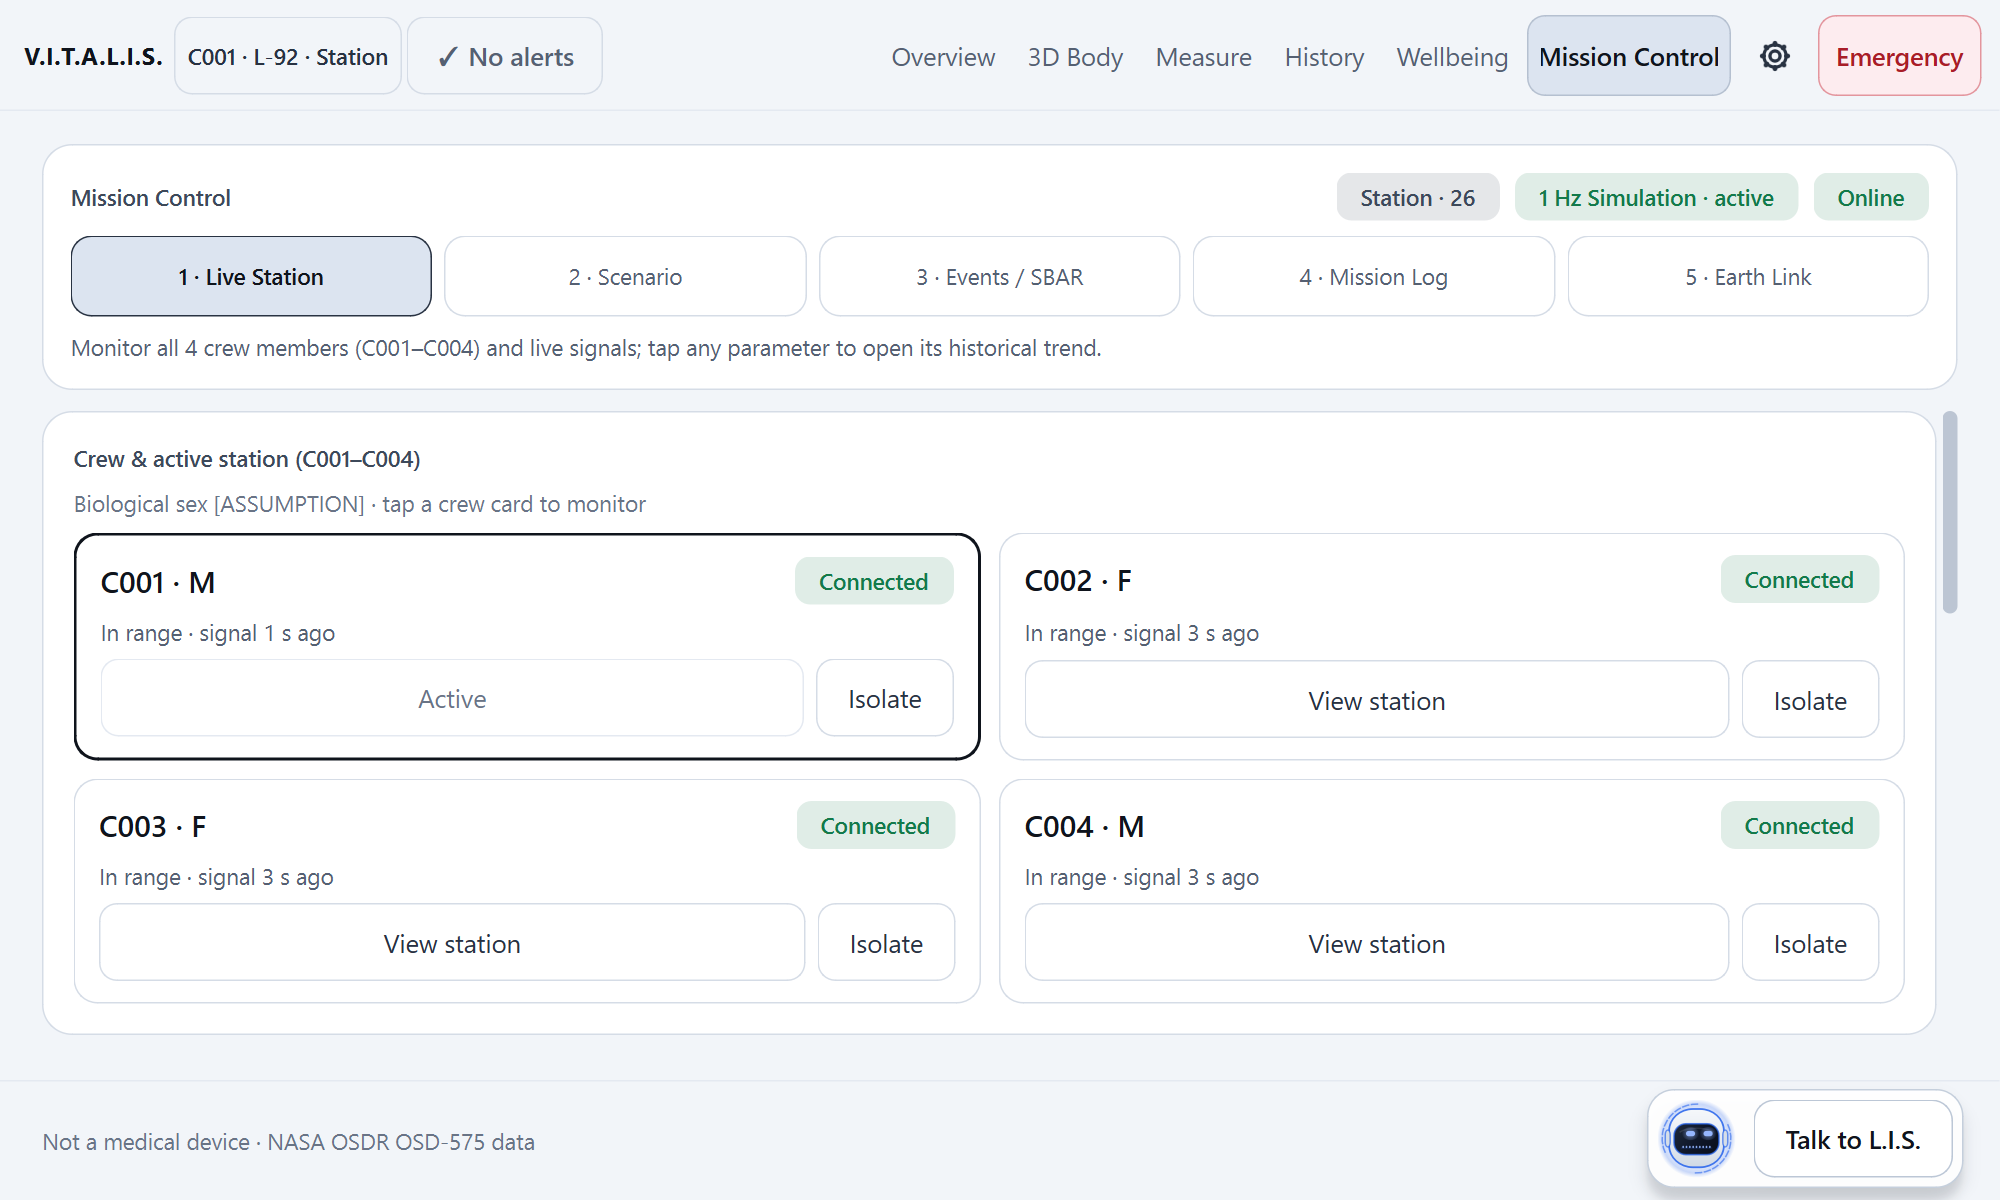 V.I.T.A.L.I.S. C001 · L-92 · Station ✓ No alerts Overview 3D Body Measure History Wellbeing Mission Control Emergency
Mission Control Station · 26 1 Hz Simulation · active Online
1 · Live Station 2 · Scenario 3 · Events / SBAR 4 · Mission Log 5 · Earth Link
Monitor all 4 crew members (C001–C004) and live signals; tap any parameter to open its historical trend.
Crew & active station (C001–C004)
Biological sex [ASSUMPTION] · tap a crew card to monitor
C001 · M Connected
In range · signal 1 s ago
Active Isolate
C002 · F Connected
In range · signal 3 s ago
View station Isolate
C003 · F Connected
In range · signal 3 s ago
View station Isolate
C004 · M Connected
In range · signal 3 s ago
View station Isolate
Not a medical device · NASA OSDR OSD-575 data
Talk to L.I.S.